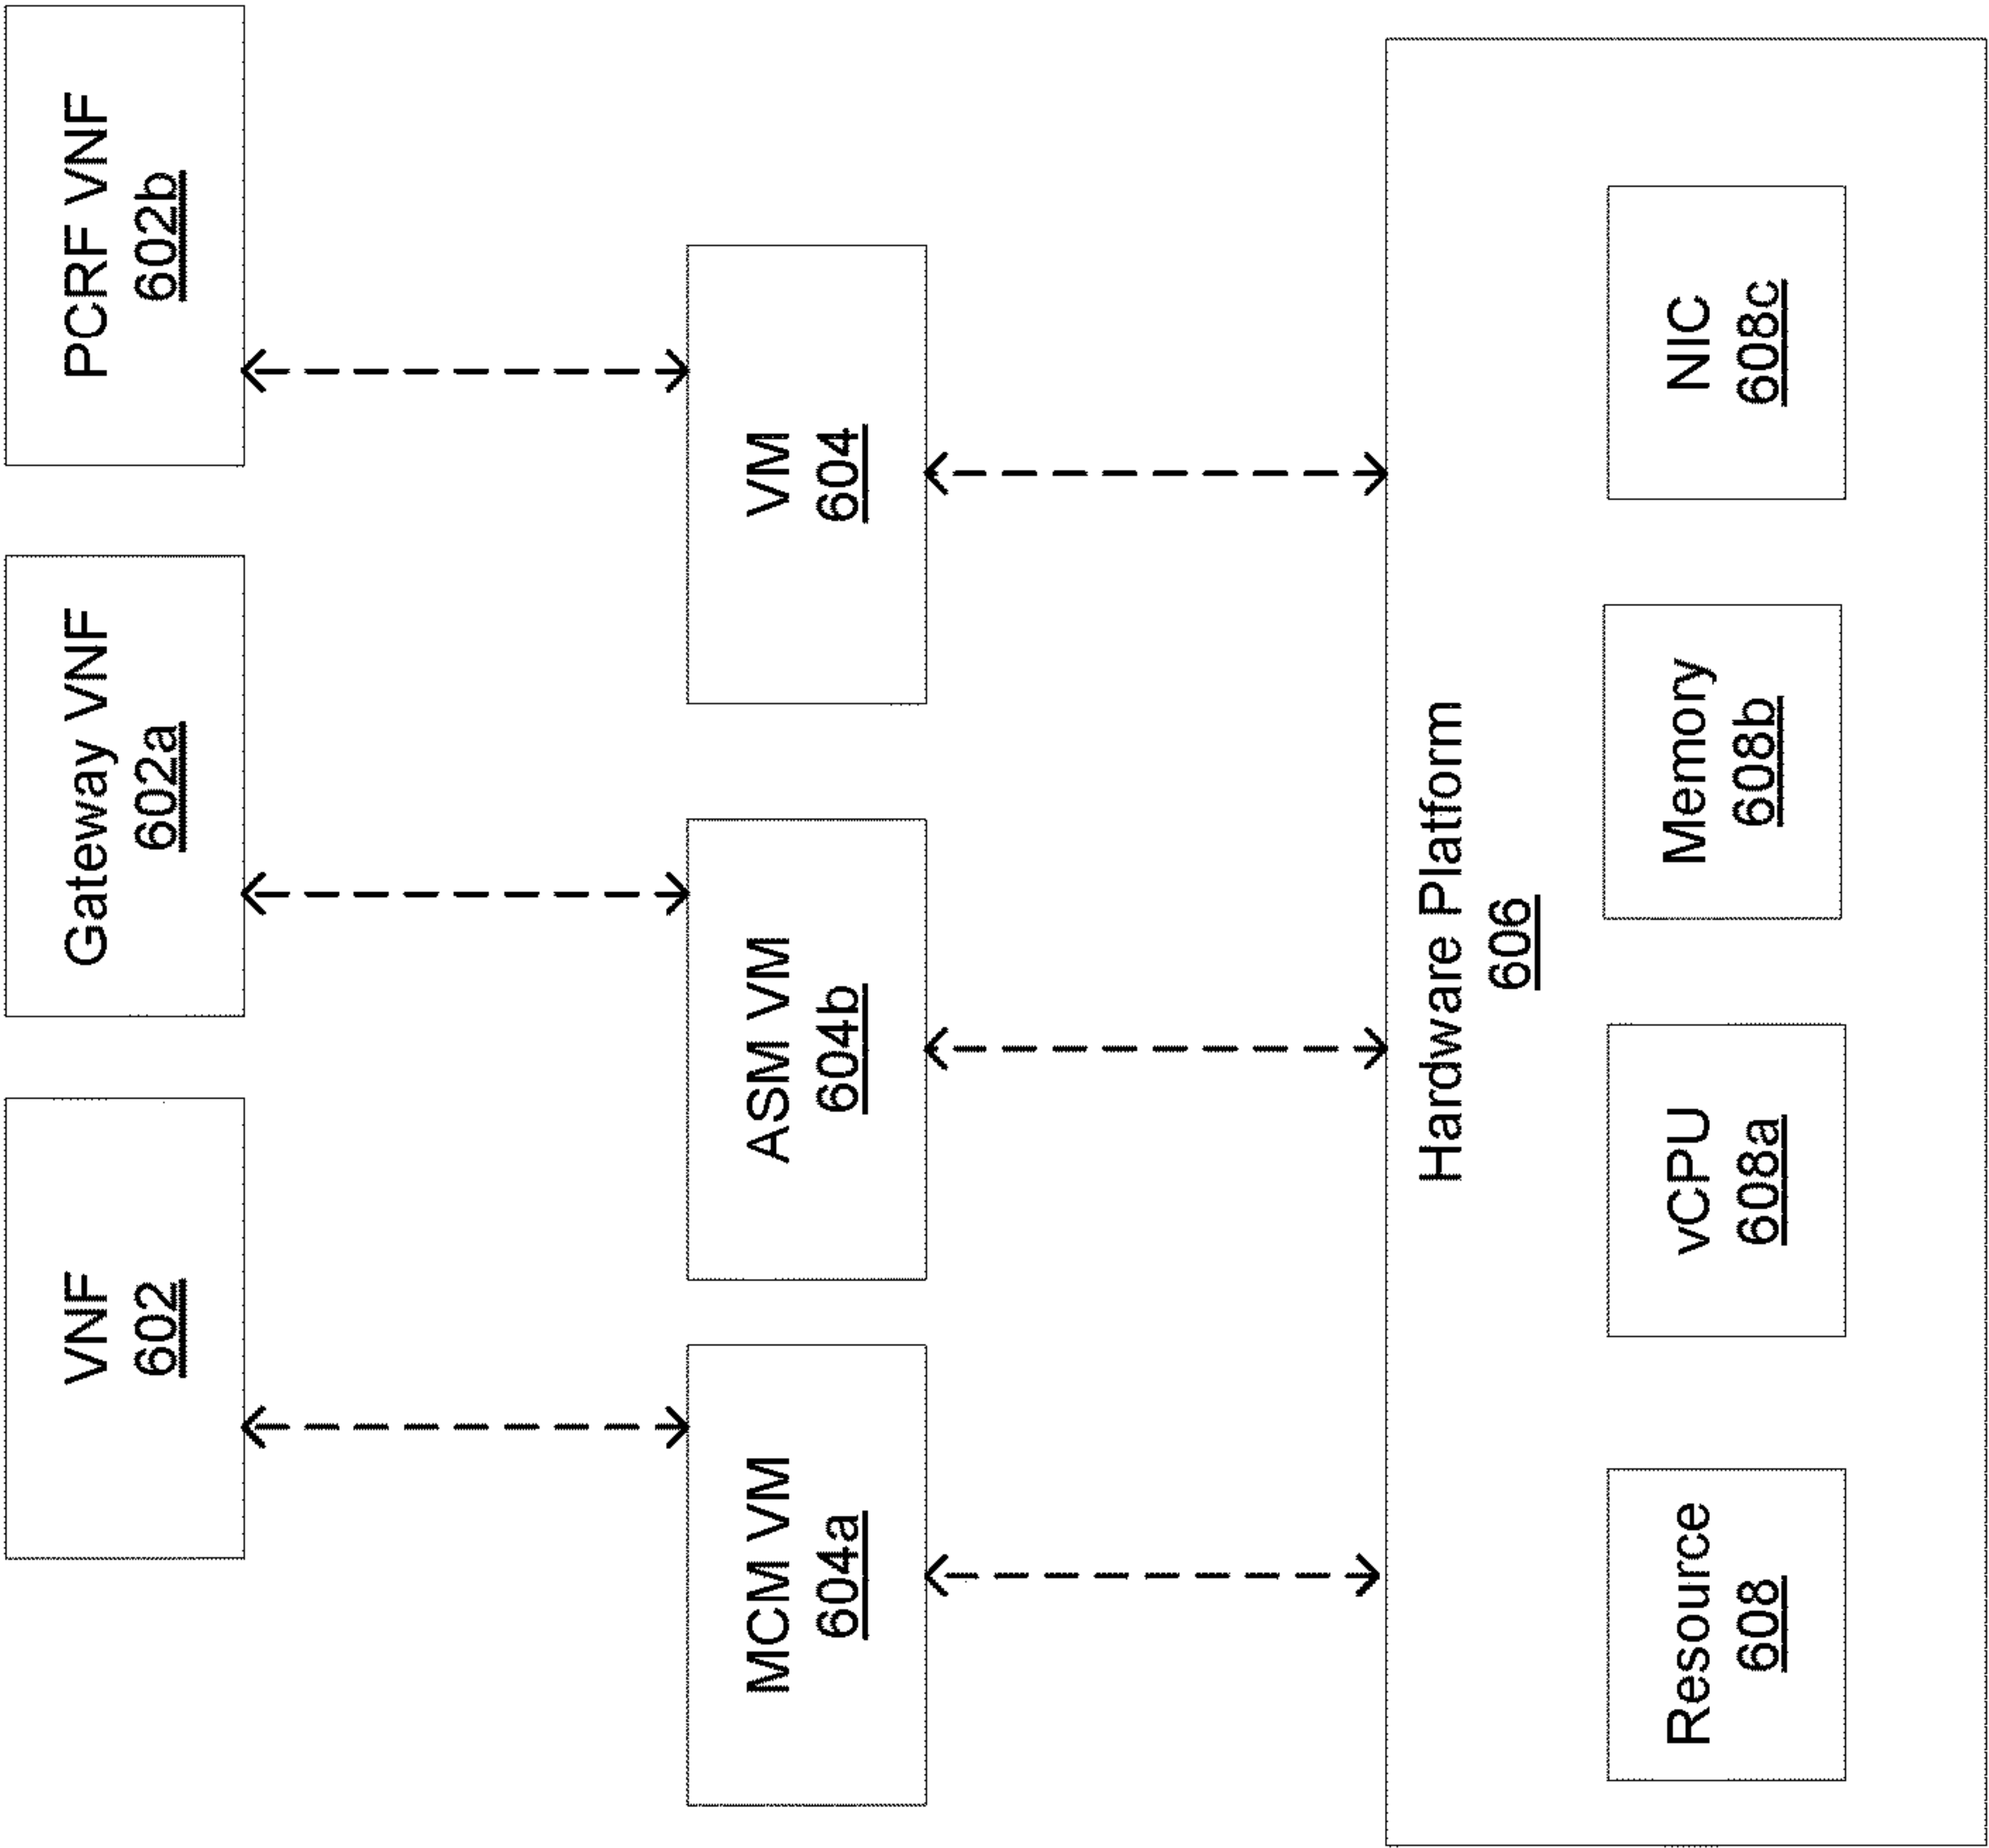 VNF
602
Gateway VNF
602a
PCRF VNF
602b
MCM VM
604a
ASM VM
604b
VM
604
Hardware Platform
606
Resource
608
vCPU
608a
Memory
608b
NIC
608c